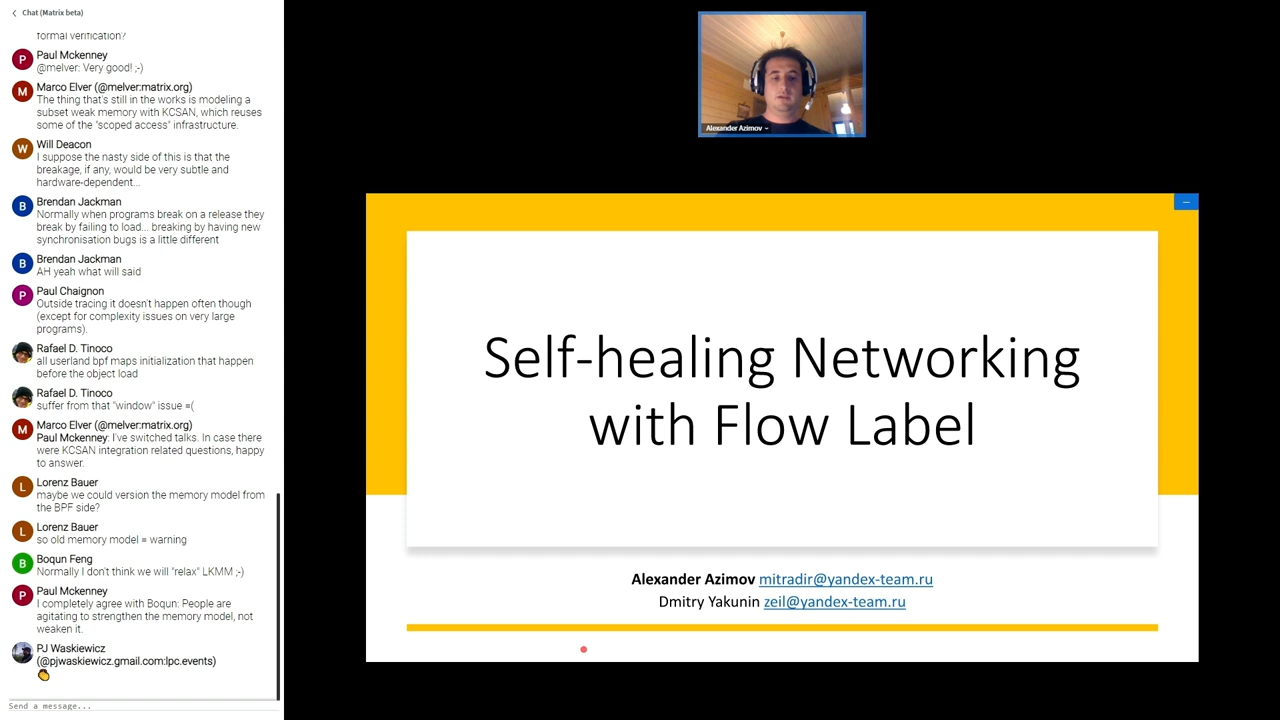 Chat (Matrix beta)
formal verification?
Paul Mckenney
P
@melver: Very good! ;-)
Marco Elver (@melver:matrix.org)
M
The thing that's still in the works is modeling a
subset weak memory with KCSAN, which reuses
some of the "scoped access" infrastructure.
Will Deacon
W
I suppose the nasty side of this is that the
breakage, if any, would be very subtle and
hardware-dependent...
Brendan Jackman
B
Normally when programs break on a release they
break by failing to load... breaking by having new
synchronisation bugs is a little different
Brendan Jackman
B
AH yeah what will said
Paul Chaignon
P
Outside tracing it doesn't happen often though
(except for complexity issues on very large
programs).
Rafael D. Tinoco
all userland bpf maps initialization that happen
before the object load
Rafael D. Tinoco
suffer from that "window" issue =(
Marco Elver (@melver:matrix.org)
M
Paul Mckenney: I've switched talks. In case there
were KCSAN integration related questions, happy
to answer.
Lorenz Bauer
L
maybe we could version the memory model from
the BPF side?
Lorenz Bauer
L
so old memory model = warning
Boqun Feng
B
Normally I don't think we will "relax" LKMM ;-)
Paul Mckenney
P
I completely agree with Boqun: People are
agitating to strengthen the memory model, not
weaken it.
PJ Waskiewicz
(@pjwaskiewicz.gmail.com:lpc.events)
👏
Send a message...
Alexander Azimov
Self-healing Networking
with Flow Label
Alexander Azimov mitradir@yandex-team.ru
Dmitry Yakunin zeil@yandex-team.ru